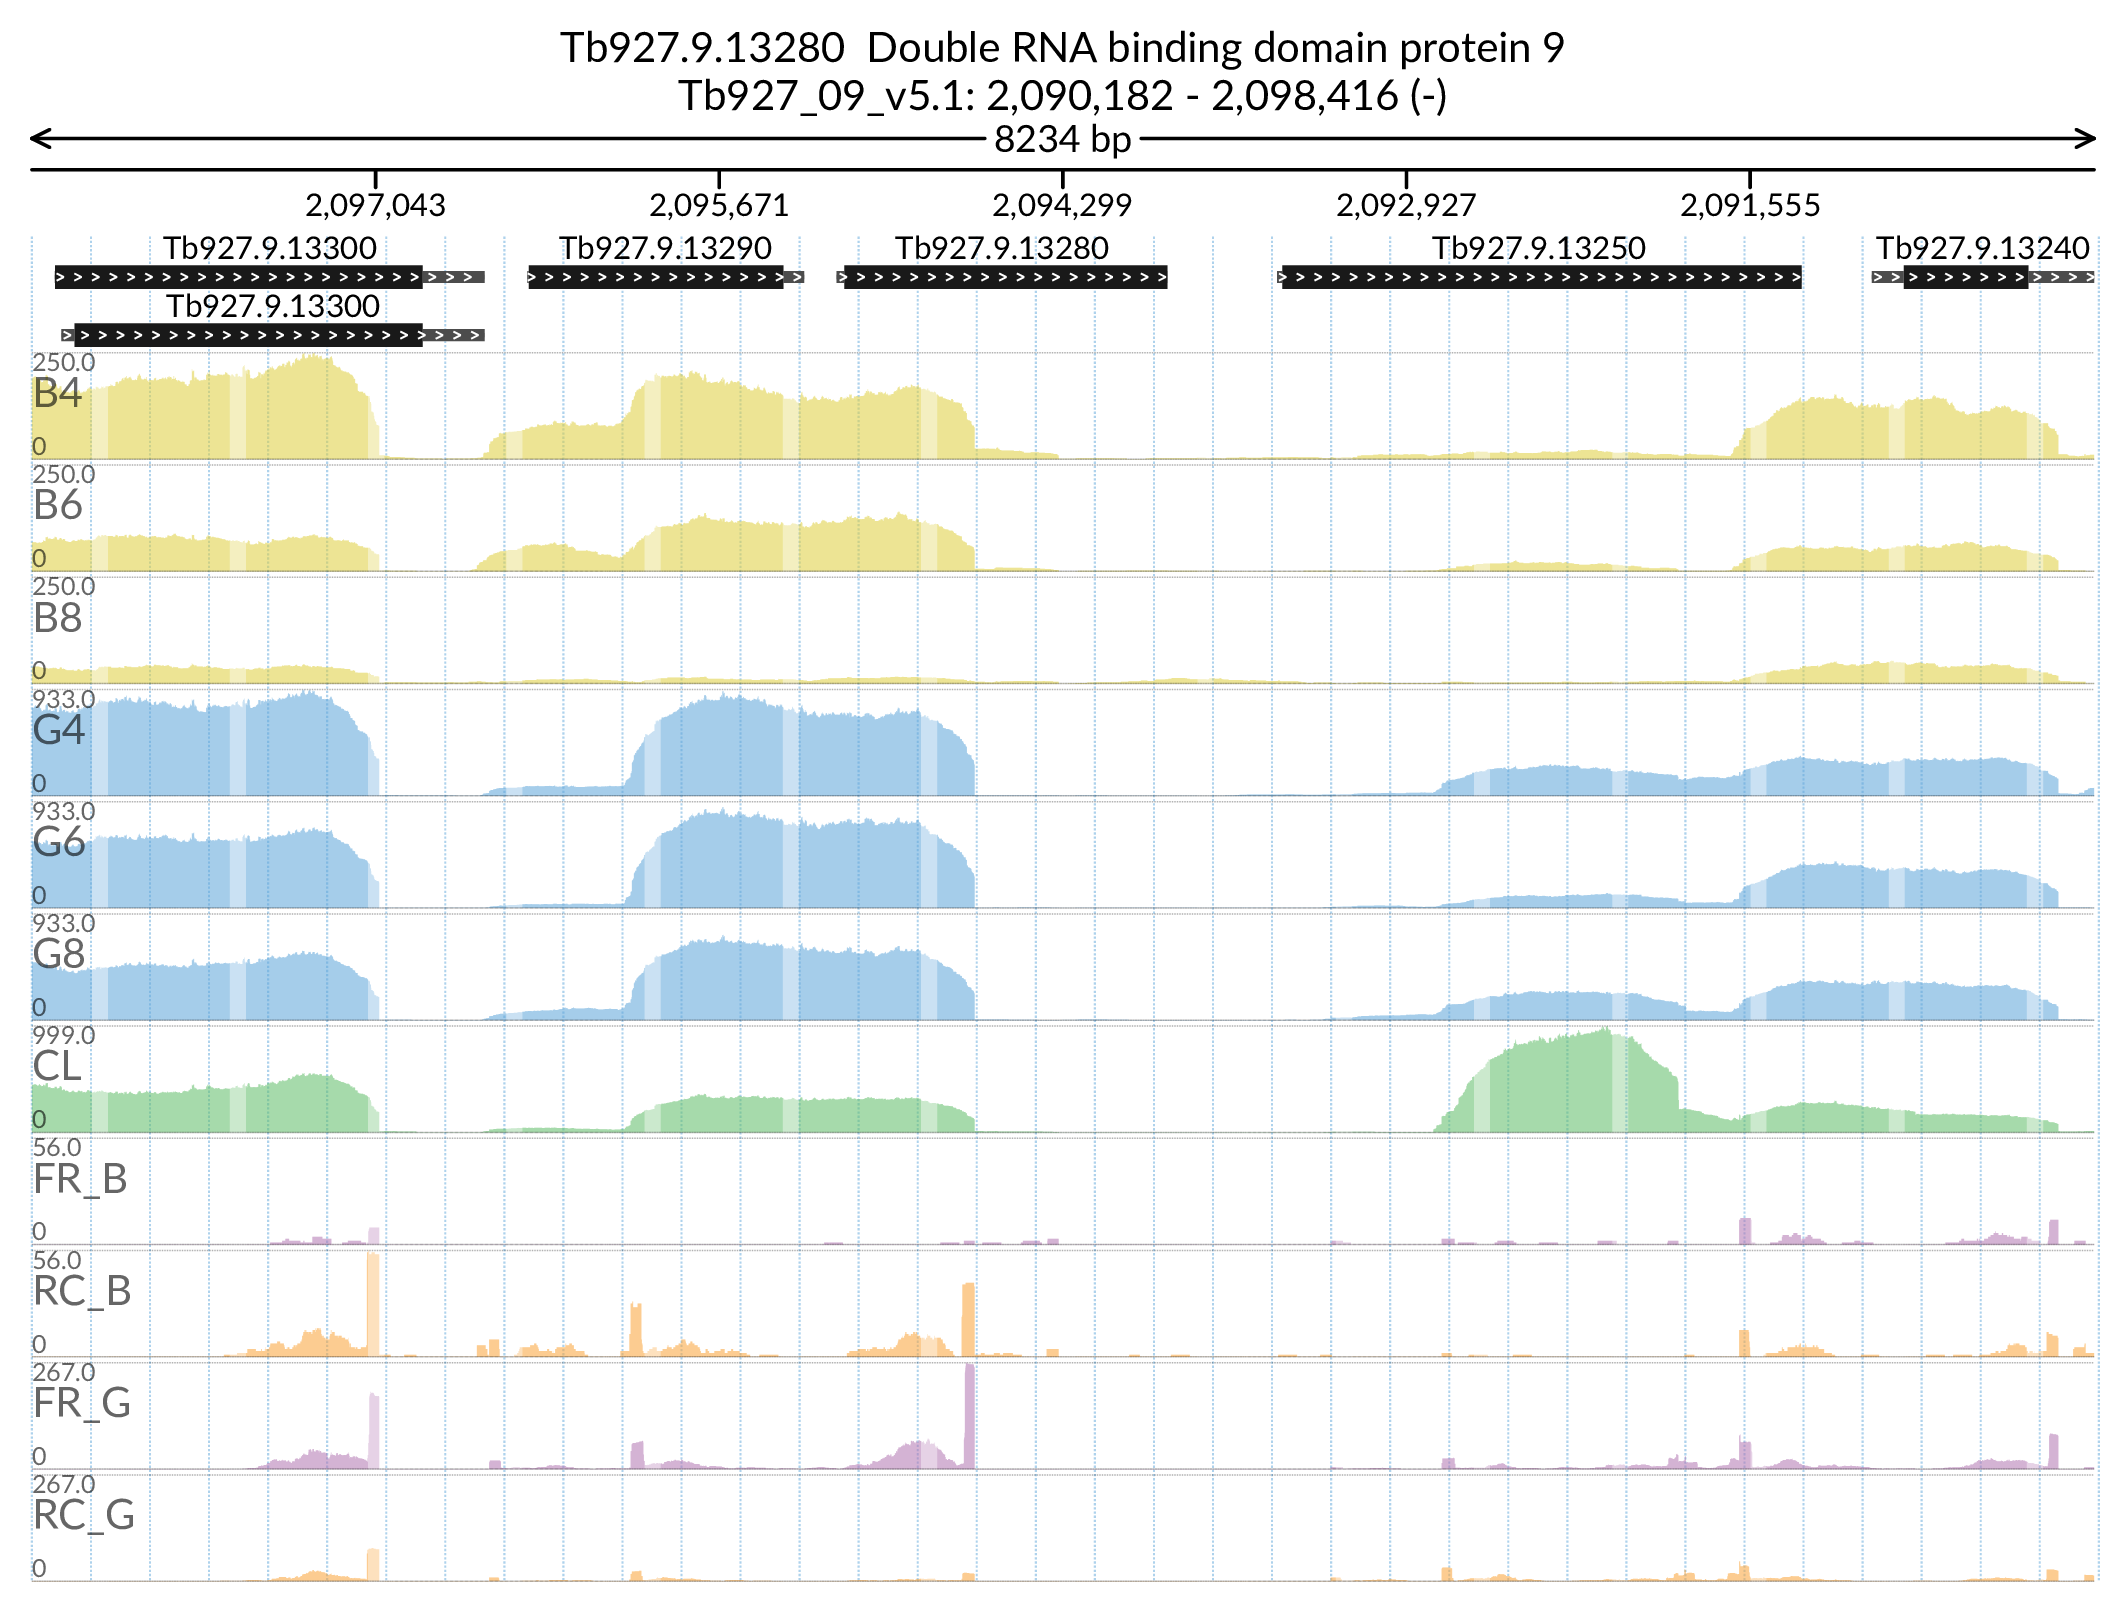 Tb927.9.13280  Double RNA binding domain protein 9
Tb927_09_v5.1: 2,090,182 - 2,098,416 (-)
8234 bp
2,097,043 2,095,671 2,094,299 2,092,927 2,091,555
Tb927.9.13300 Tb927.9.13290 Tb927.9.13280 Tb927.9.13250 Tb927.9.13240
Tb927.9.13300
250.0
B4
0
250.0
B6
0
250.0
B8
0
933.0
G4
0
933.0
G6
0
933.0
G8
0
999.0
CL
0
56.0
FR_B
0
56.0
RC_B
0
267.0
FR_G
0
267.0
RC_G
0